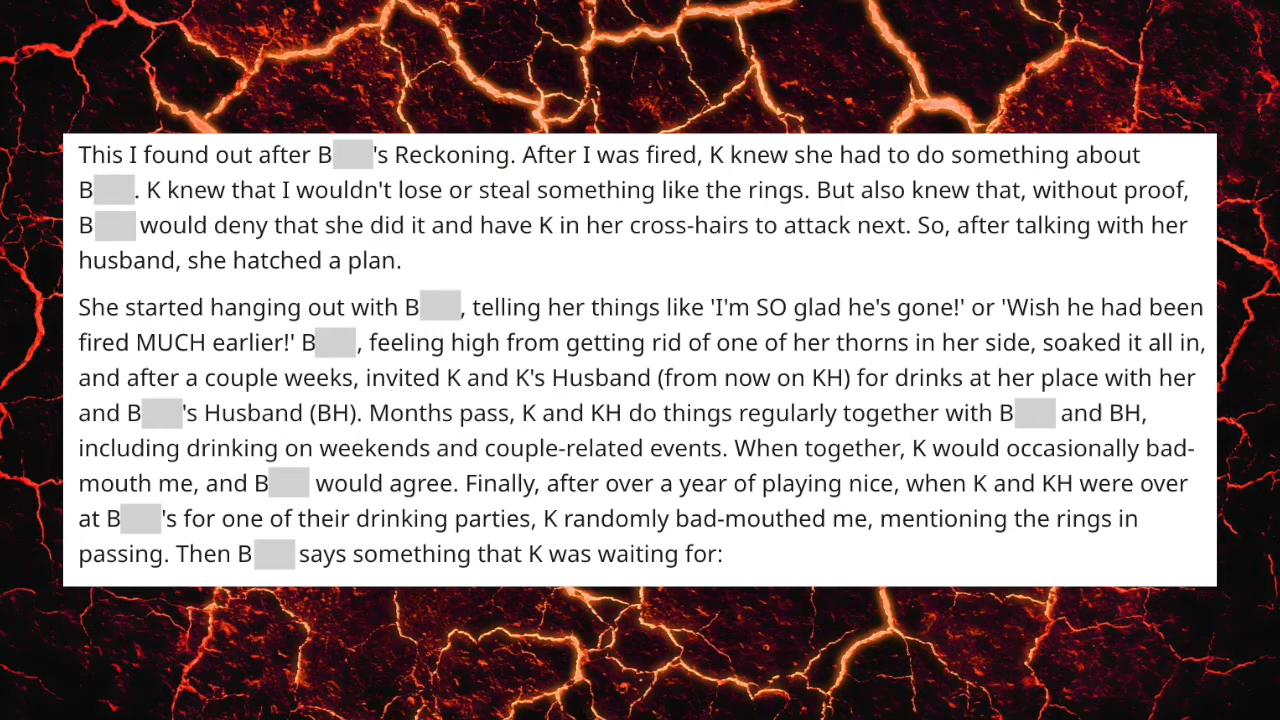 This I found out after B 's Reckoning. After I was fired, K knew she had to do something about
B . K knew that I wouldn't lose or steal something like the rings. But also knew that, without proof,
B would deny that she did it and have K in her cross-hairs to attack next. So, after talking with her
husband, she hatched a plan.
She started hanging out with B , telling her things like 'I'm SO glad he's gone!' or 'Wish he had been
fired MUCH earlier!' B , feeling high from getting rid of one of her thorns in her side, soaked it all in,
and after a couple weeks, invited K and K's Husband (from now on KH) for drinks at her place with her
and B 's Husband (BH). Months pass, K and KH do things regularly together with B and BH,
including drinking on weekends and couple-related events. When together, K would occasionally bad-
mouth me, and B would agree. Finally, after over a year of playing nice, when K and KH were over
at B 's for one of their drinking parties, K randomly bad-mouthed me, mentioning the rings in
passing. Then B says something that K was waiting for: